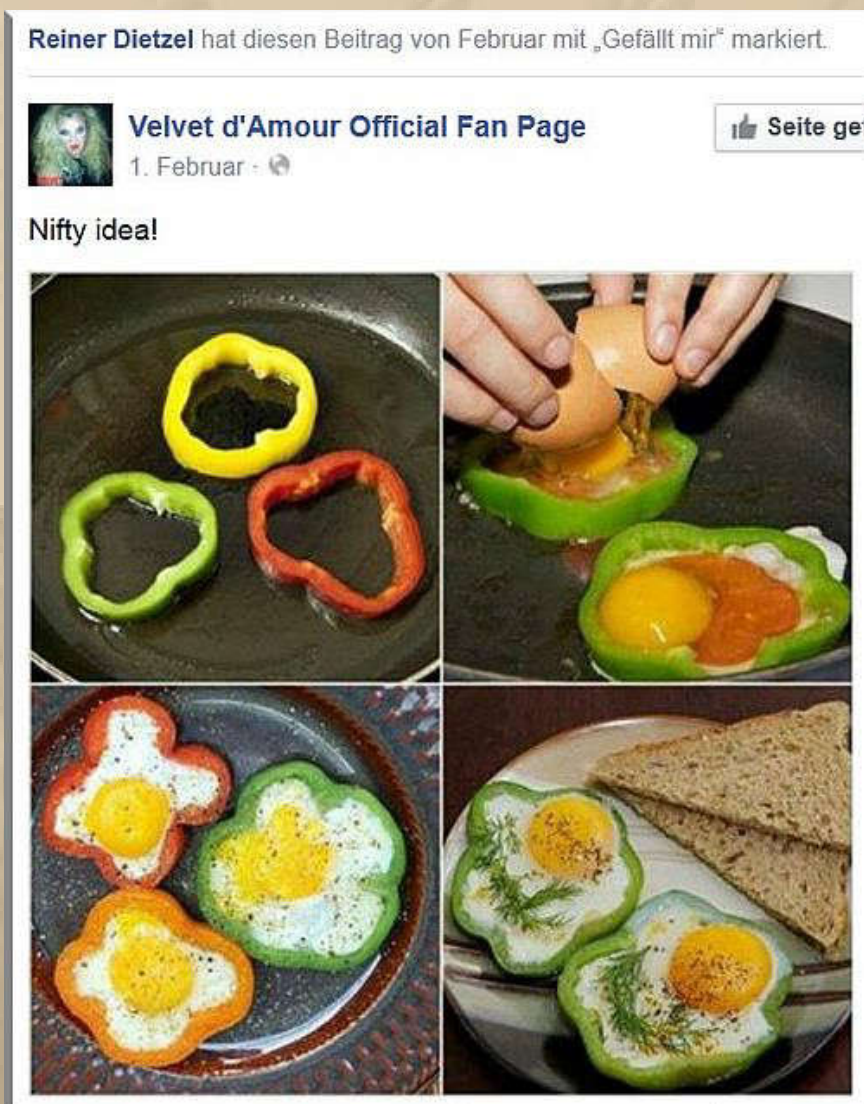 Reiner Dietzel hat diesen Beitrag von Februar mit „Gefällt mir“ markiert.
Velvet d'Amour Official Fan Page
Seite
1. Februar ·
Nifty idea!